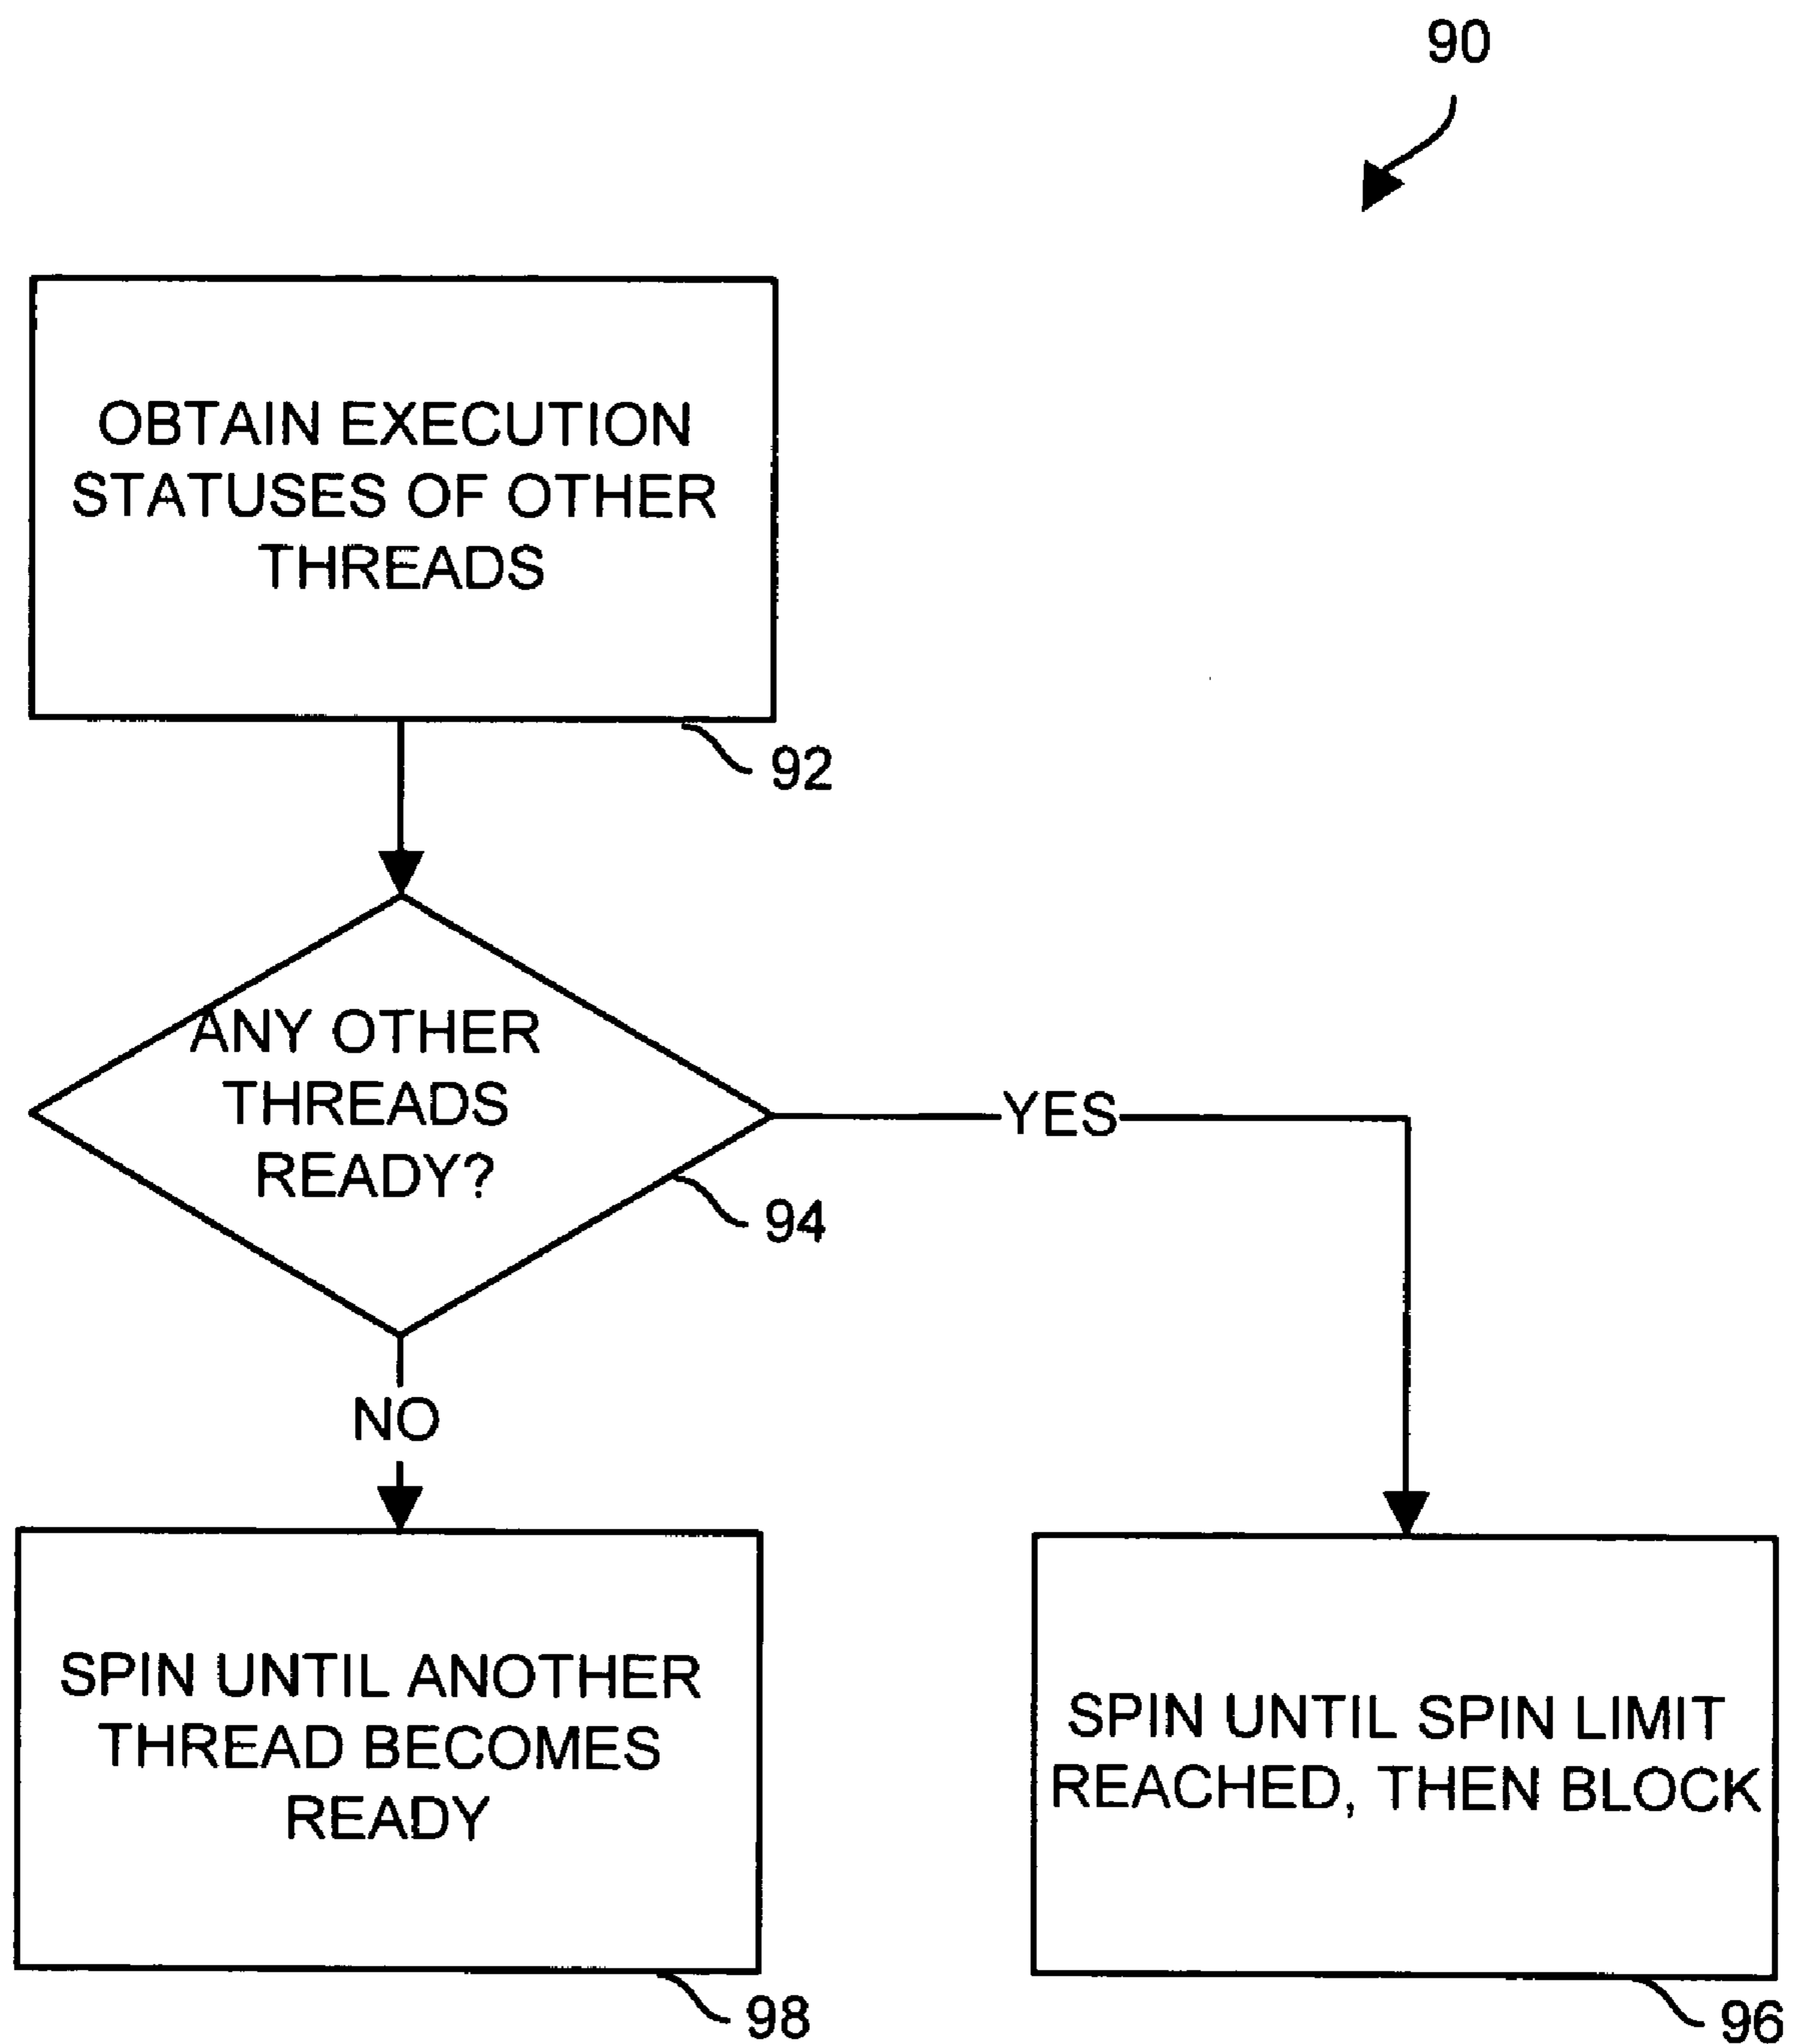 90
OBTAIN EXECUTION
STATUSES OF OTHER
THREADS
92
ANY OTHER
THREADS
READY?
YES
94
NO
SPIN UNTIL ANOTHER
THREAD BECOMES
READY
98
SPIN UNTIL SPIN LIMIT
REACHED, THEN BLOCK
96